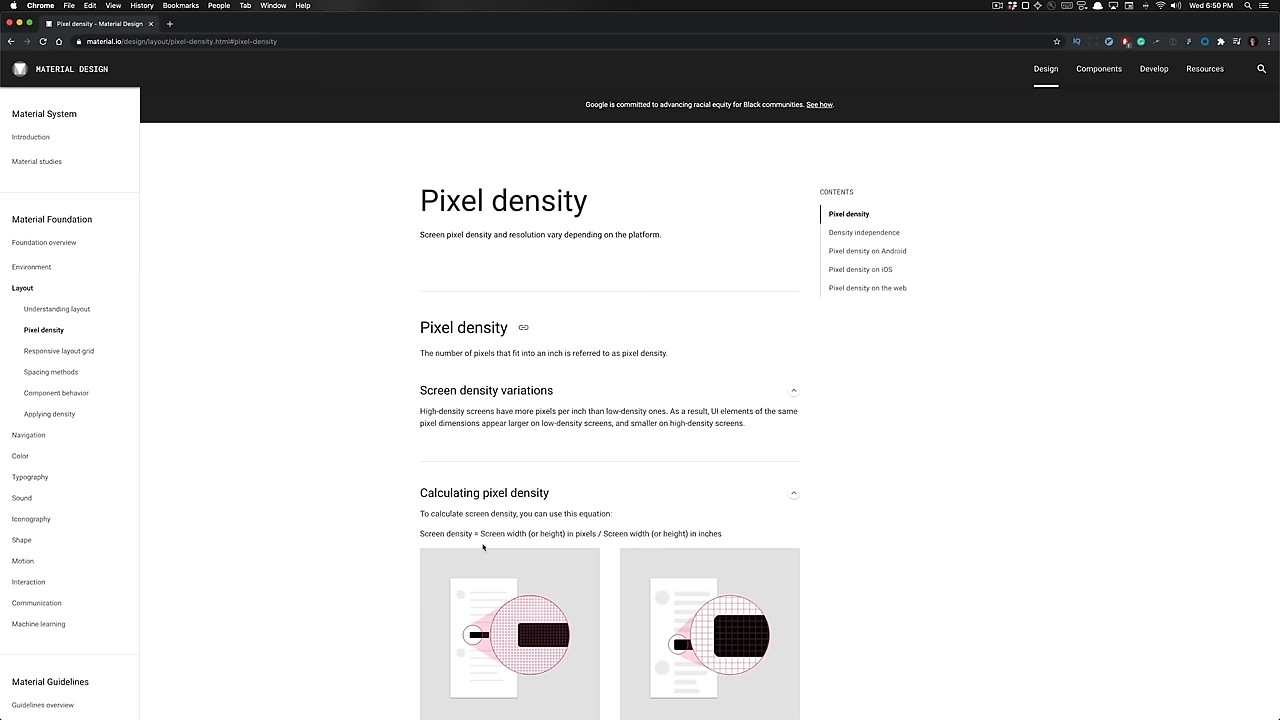 Chrome File Edit View History Bookmarks People Tab Window Help
Wed 6:50 PM
Pixel density - Material Design
material.io/design/layout/pixel-density.html#pixel-density
MATERIAL DESIGN
Design Components Develop Resources
Google is committed to advancing racial equity for Black communities. See how.
Material System
Introduction
Material studies
Material Foundation
Foundation overview
Environment
Layout
Understanding layout
Pixel density
Responsive layout grid
Spacing methods
Component behavior
Applying density
Navigation
Color
Typography
Sound
Iconography
Shape
Motion
Interaction
Communication
Machine learning
Material Guidelines
Guidelines overview
Pixel density
Screen pixel density and resolution vary depending on the platform.
Pixel density
The number of pixels that fit into an inch is referred to as pixel density.
Screen density variations
High-density screens have more pixels per inch than low-density ones. As a result, UI elements of the same
pixel dimensions appear larger on low-density screens, and smaller on high-density screens.
Calculating pixel density
To calculate screen density, you can use this equation:
Screen density = Screen width (or height) in pixels / Screen width (or height) in inches
CONTENTS
Pixel density
Density independence
Pixel density on Android
Pixel density on iOS
Pixel density on the web